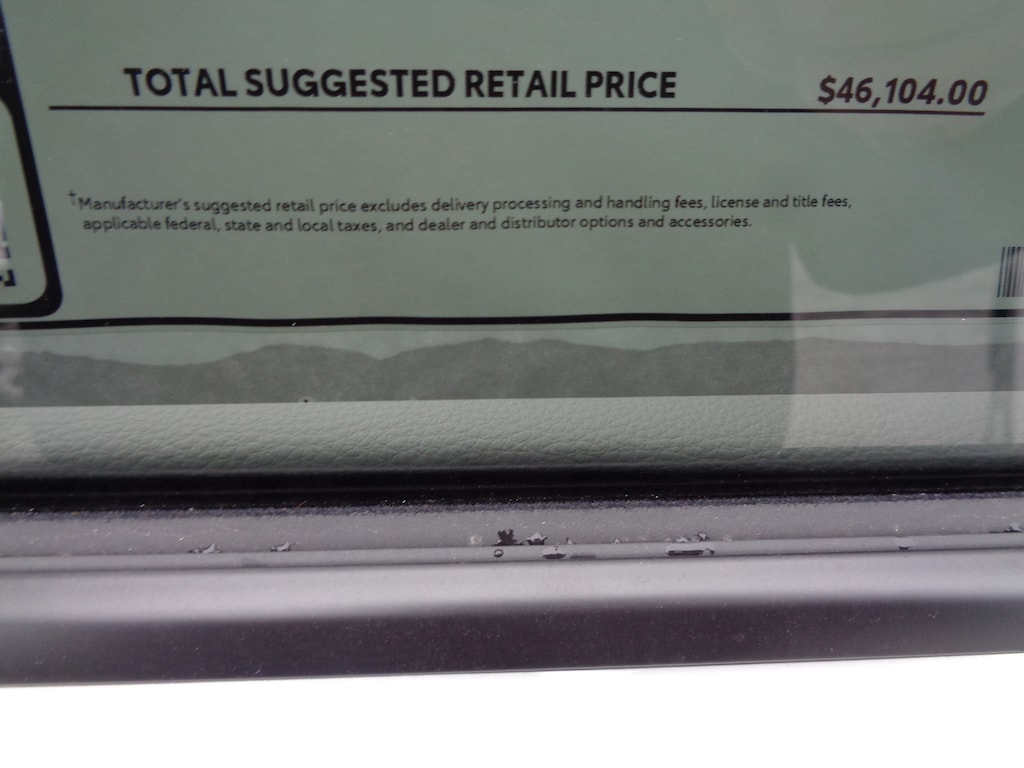 TOTAL SUGGESTED RETAIL PRICE $46,104.00
†Manufacturer's suggested retail price excludes delivery processing and handling fees, license and title fees,
applicable federal, state and local taxes, and dealer and distributor options and accessories.